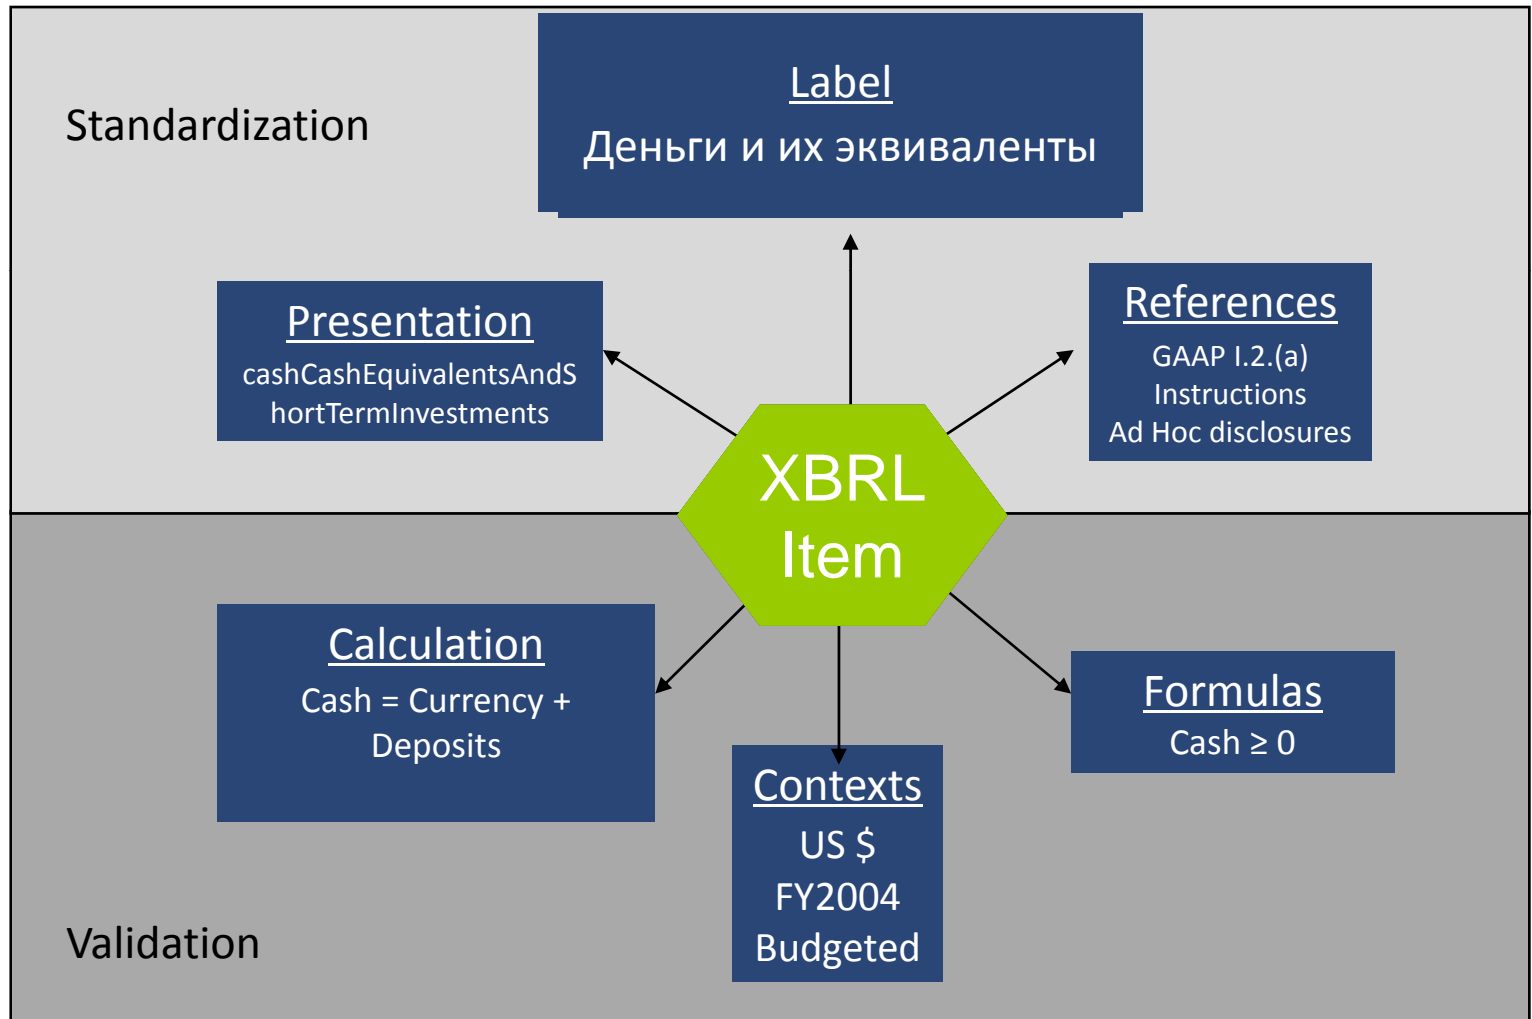 Standardization
Label
Деньги и их эквиваленты
Presentation
cashCashEquivalentsAndS
hortTermInvestments
References
GAAP I.2.(a)
Instructions
Ad Hoc disclosures
XBRL
Item
Calculation
Cash = Currency +
Deposits
Contexts
US $
FY2004
Budgeted
Formulas
Cash ≥ 0
Validation